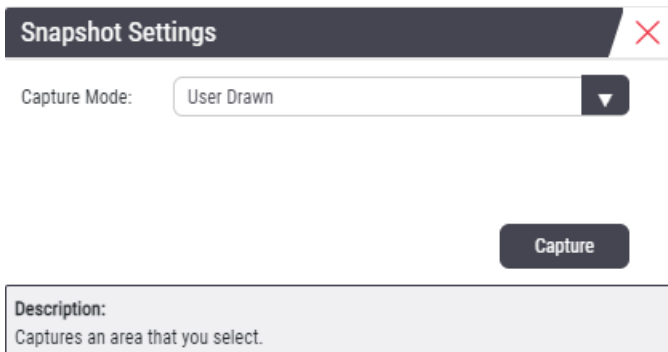 Snapshot Settings
Capture Mode: User Drawn
Capture
Description:
Captures an area that you select.